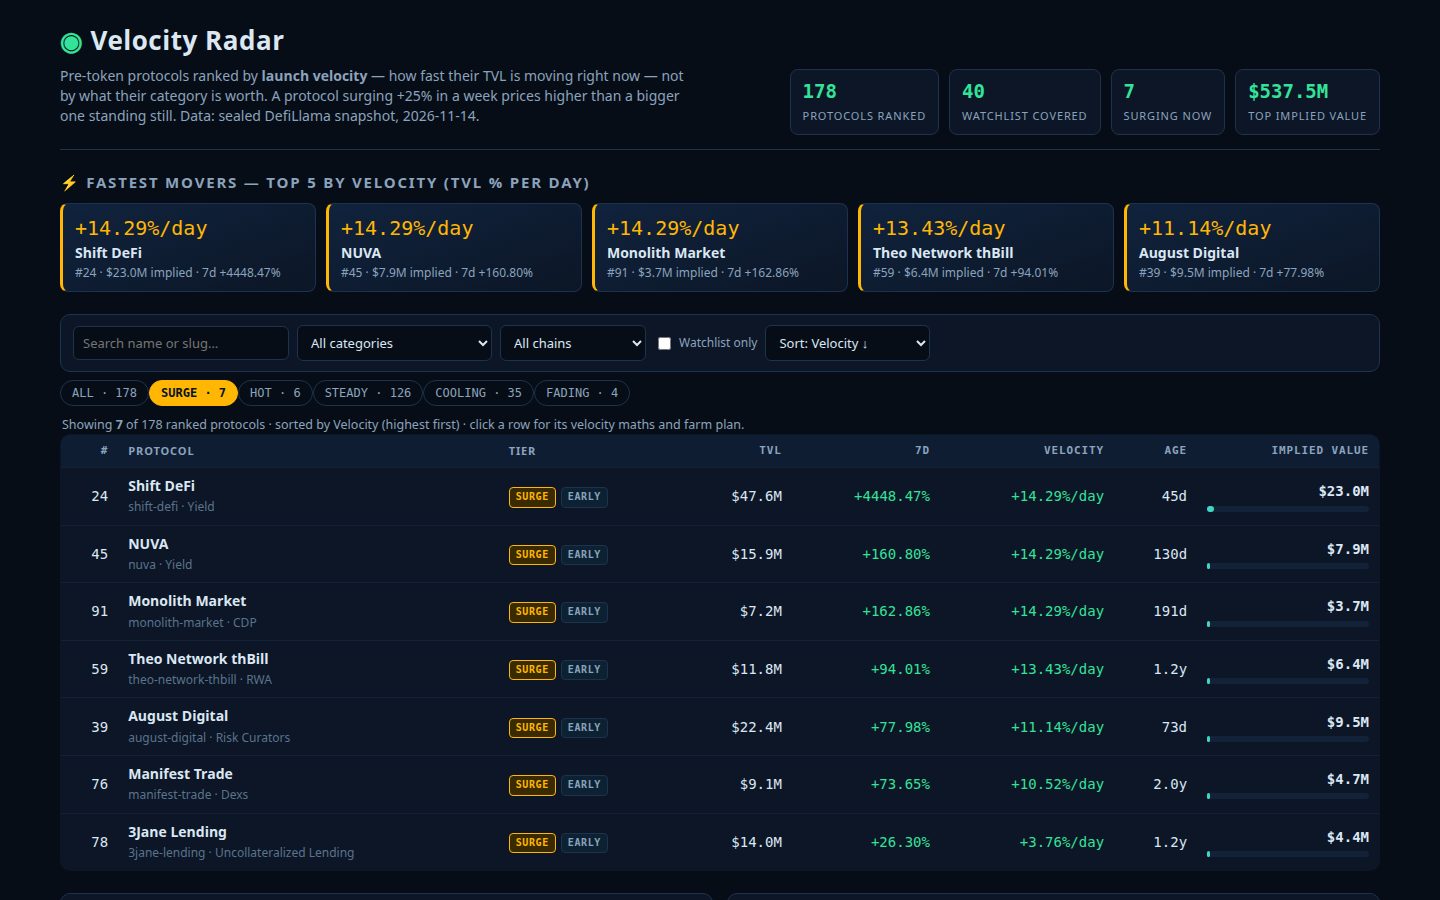 ◉ Velocity Radar
Pre-token protocols ranked by launch velocity — how fast their TVL is moving right now — not
by what their category is worth. A protocol surging +25% in a week prices higher than a bigger
one standing still. Data: sealed DefiLlama snapshot, 2026-11-14.
178
PROTOCOLS RANKED
40
WATCHLIST COVERED
7
SURGING NOW
$537.5M
TOP IMPLIED VALUE
⚡ FASTEST MOVERS — TOP 5 BY VELOCITY (TVL % PER DAY)
+14.29%/day
Shift DeFi
#24 · $23.0M implied · 7d +4448.47%
+14.29%/day
NUVA
#45 · $7.9M implied · 7d +160.80%
+14.29%/day
Monolith Market
#91 · $3.7M implied · 7d +162.86%
+13.43%/day
Theo Network thBill
#59 · $6.4M implied · 7d +94.01%
+11.14%/day
August Digital
#39 · $9.5M implied · 7d +77.98%
Search name or slug... All categories All chains Watchlist only Sort: Velocity ↓
ALL · 178 SURGE · 7 HOT · 6 STEADY · 126 COOLING · 35 FADING · 4
Showing 7 of 178 ranked protocols · sorted by Velocity (highest first) · click a row for its velocity maths and farm plan.
# PROTOCOL TIER TVL 7D VELOCITY AGE IMPLIED VALUE
24 Shift DeFi SURGE EARLY $47.6M +4448.47% +14.29%/day 45d $23.0M
shift-defi · Yield
45 NUVA SURGE EARLY $15.9M +160.80% +14.29%/day 130d $7.9M
nuva · Yield
91 Monolith Market SURGE EARLY $7.2M +162.86% +14.29%/day 191d $3.7M
monolith-market · CDP
59 Theo Network thBill SURGE EARLY $11.8M +94.01% +13.43%/day 1.2y $6.4M
theo-network-thbill · RWA
39 August Digital SURGE EARLY $22.4M +77.98% +11.14%/day 73d $9.5M
august-digital · Risk Curators
76 Manifest Trade SURGE EARLY $9.1M +73.65% +10.52%/day 2.0y $4.7M
manifest-trade · Dexs
78 3Jane Lending SURGE EARLY $14.0M +26.30% +3.76%/day 1.2y $4.4M
3jane-lending · Uncollateralized Lending